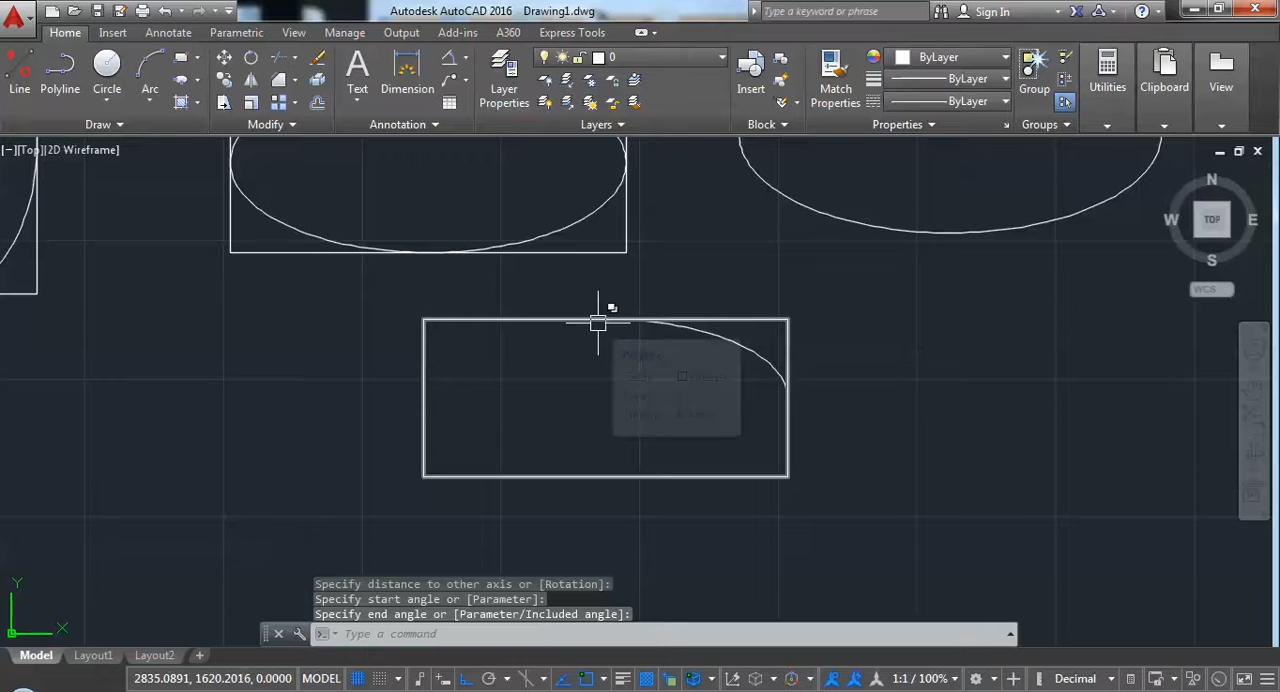 Autodesk AutoCAD 2016 Drawing1.dwg
Type a keyword or phrase
Sign In
Home Insert Annotate Parametric View Manage Output Add-ins A360 Express Tools
Line Polyline Circle Arc
Text Dimension
Layer
Properties
0
Insert
Match
Properties
ByLayer
ByLayer
ByLayer
Group
Utilities
Clipboard
View
Draw
Modify
Annotation
Layers
Block
Properties
Groups
[−][Top][2D Wireframe]
N
W TOP E
S
WCS
Polyline
Y
X
Specify distance to other axis or [Rotation]:
Specify start angle or [Parameter]:
Specify end angle or [Parameter/Included angle]:
Type a command
Model Layout1 Layout2 +
2835.0891, 1620.2016, 0.0000 MODEL 1:1 / 100% Decimal